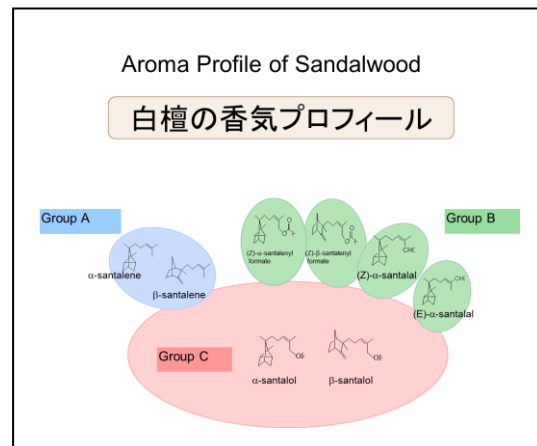 Aroma Profile of Sandalwood
白檀の香気プロフィール
Group A
Group B
α-santalene
β-santalene
(Z)-α-santalenyl
formate
(Z)-β-santalenyl
formate
(Z)-α-santalal
(E)-α-santalal
Group C
α-santalol
β-santalol